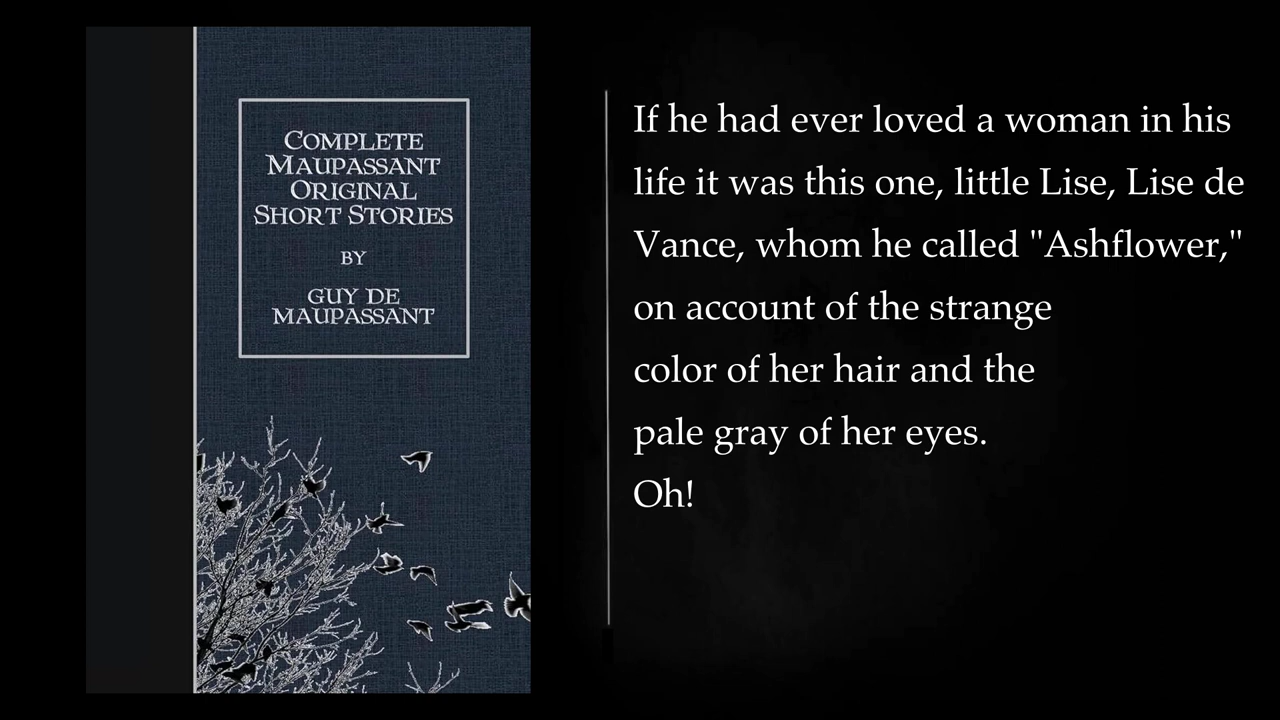 COMPLETE
MAUPASSANT
ORIGINAL
SHORT STORIES
BY
GUY DE
MAUPASSANT
If he had ever loved a woman in his
life it was this one, little Lise, Lise de
Vance, whom he called "Ashflower,"
on account of the strange
color of her hair and the
pale gray of her eyes.
Oh!